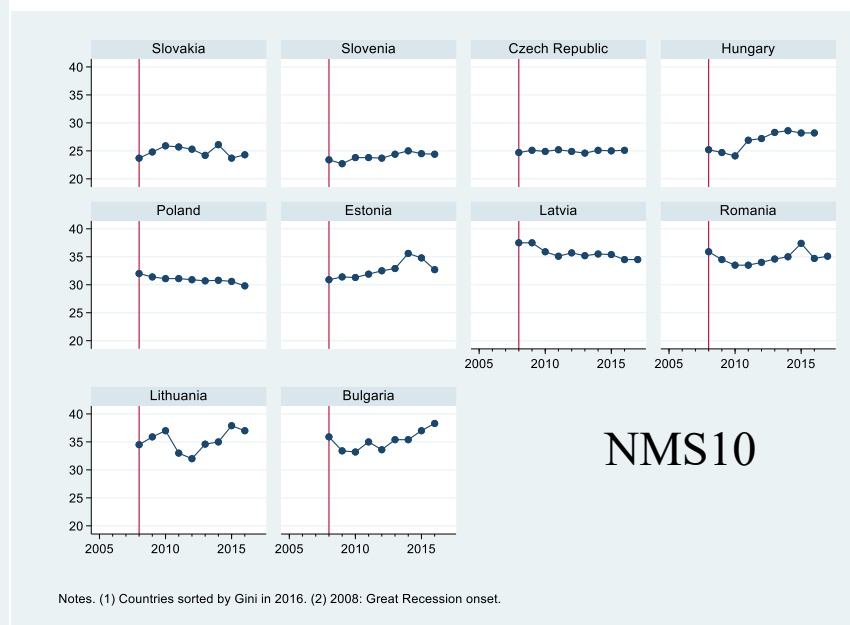 Slovakia Slovenia Czech Republic Hungary
40
35
30
25
20
Poland Estonia Latvia Romania
40
35
30
25
20
2005 2010 2015 2005 2010 2015
Lithuania Bulgaria
40
35
30
25
20
2005 2010 2015 2005 2010 2015
NMS10
Notes. (1) Countries sorted by Gini in 2016. (2) 2008: Great Recession onset.